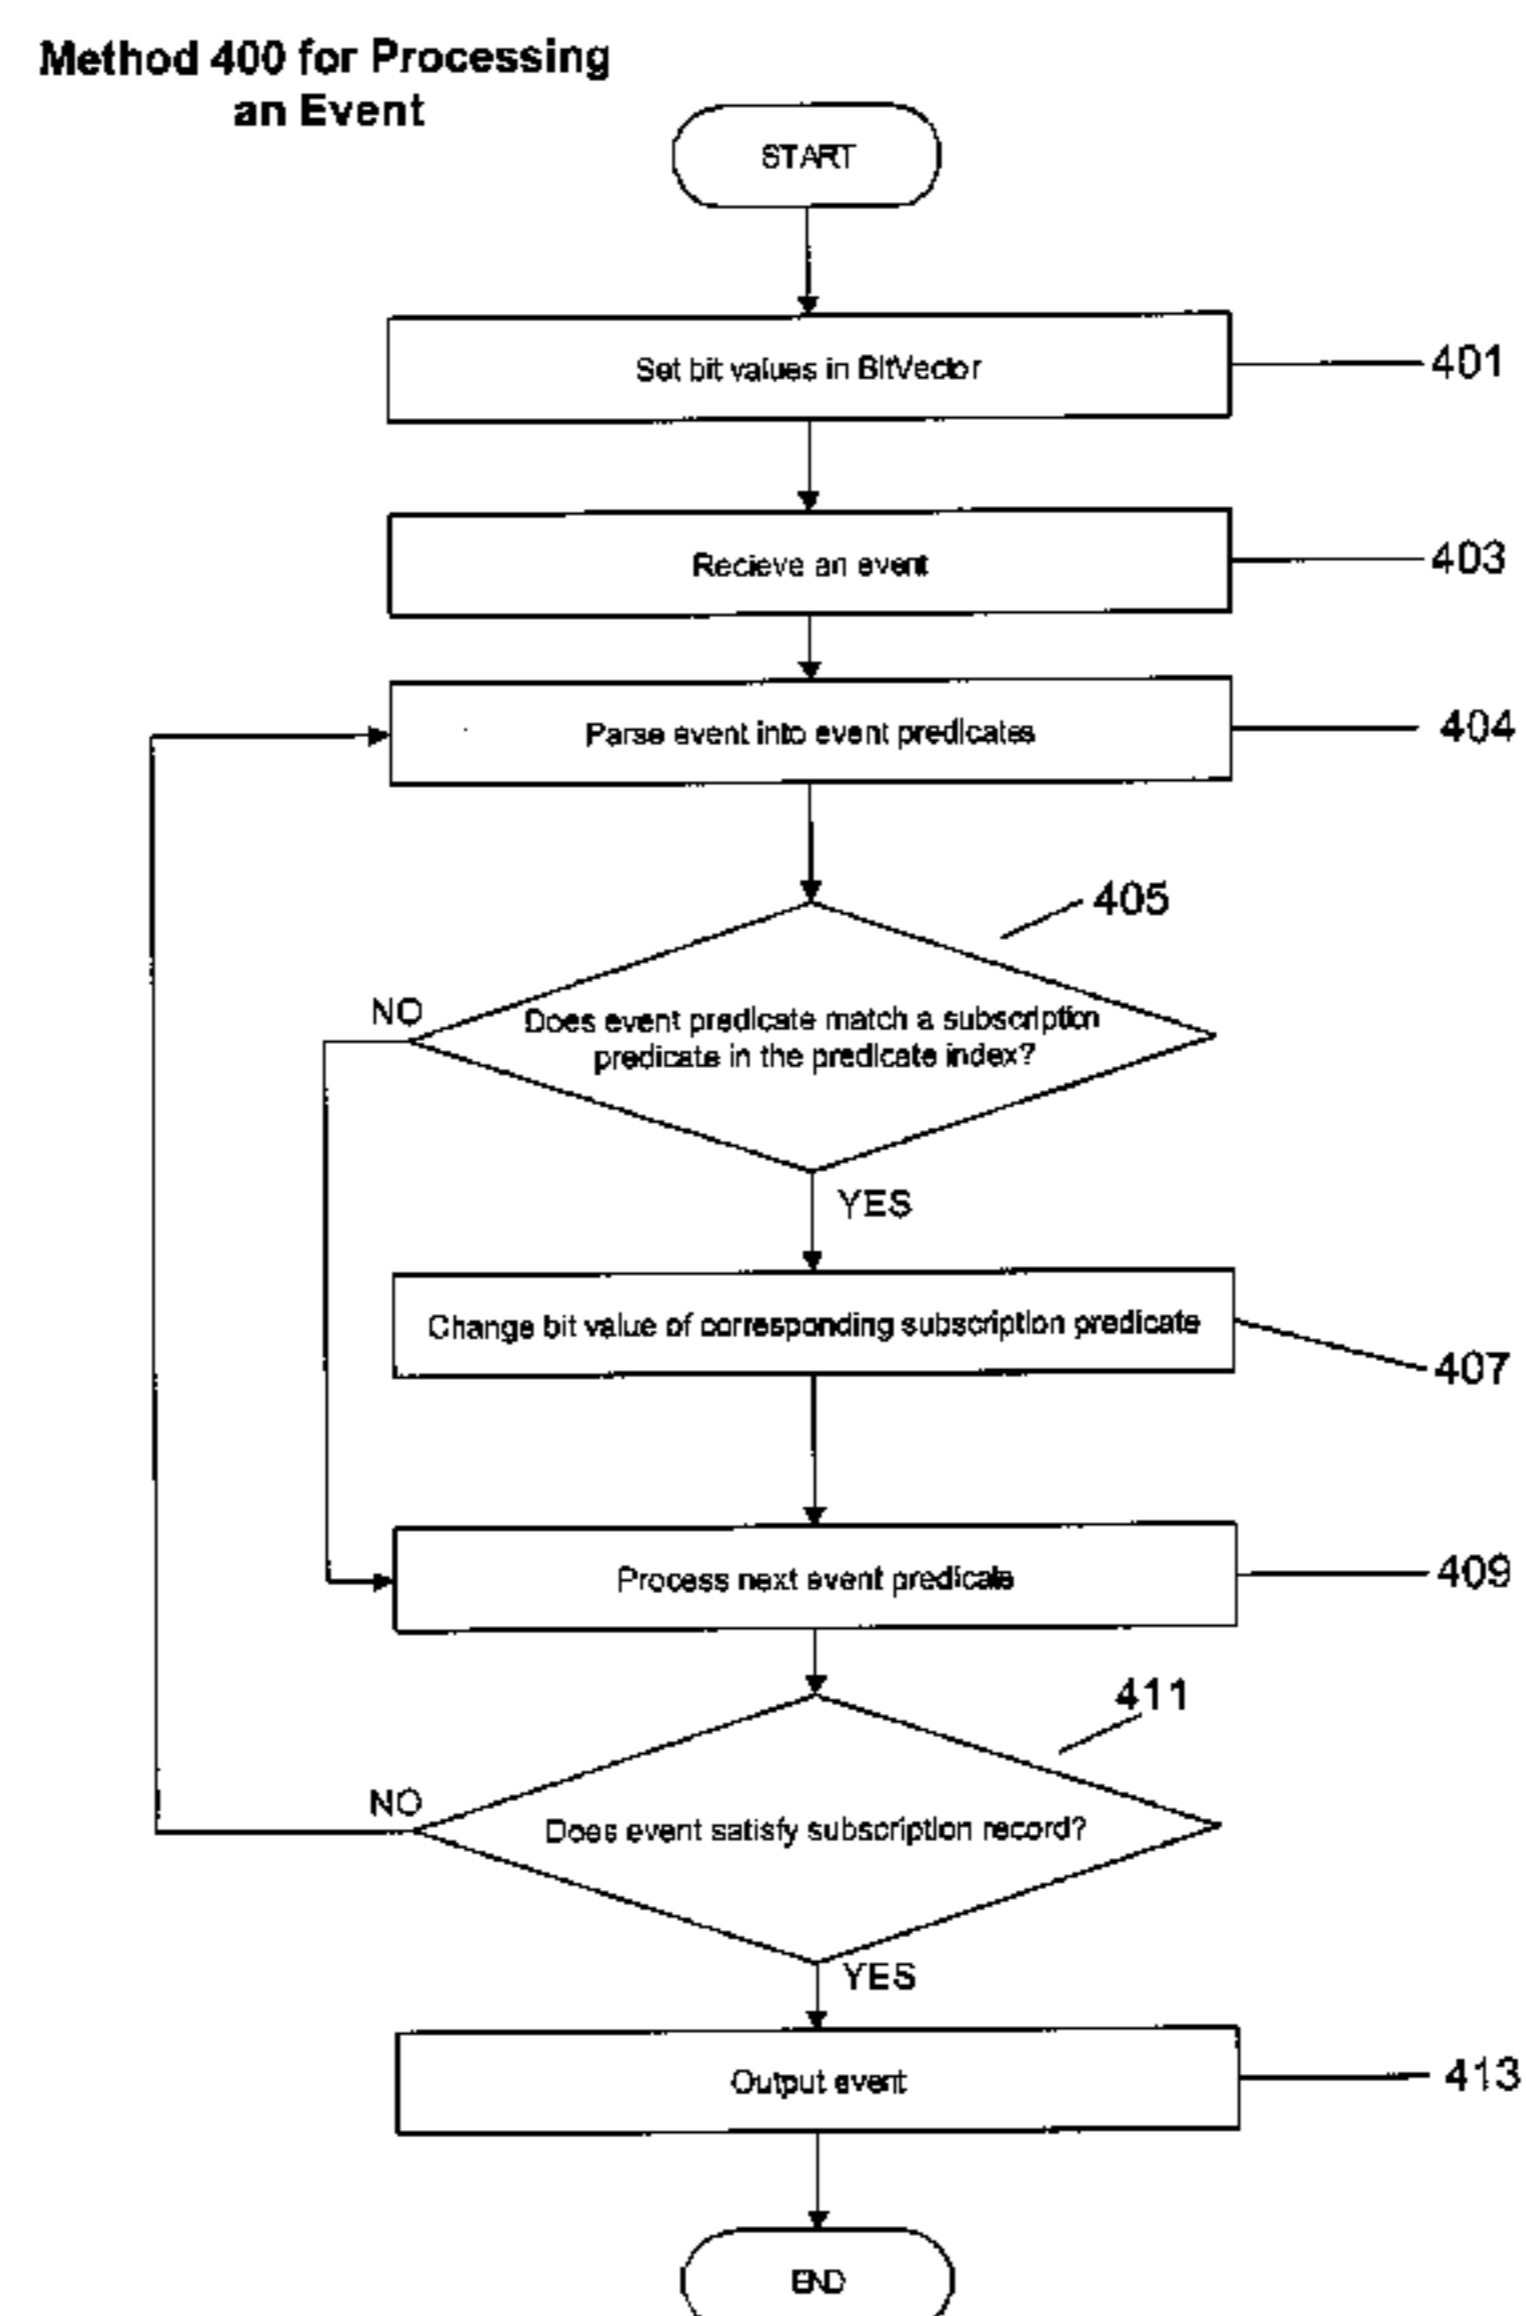 Method 400 for Processing
an Event
START
Set bit values in BitVector
401
Recieve an event
403
Parse event into event predicates
404
405
NO
Does event predicate match a subscription
predicate in the predicate index?
YES
Change bit value of corresponding subscription predicate
407
Process next event predicate
409
411
NO
Does event satisfy subscription record?
YES
Output event
413
END